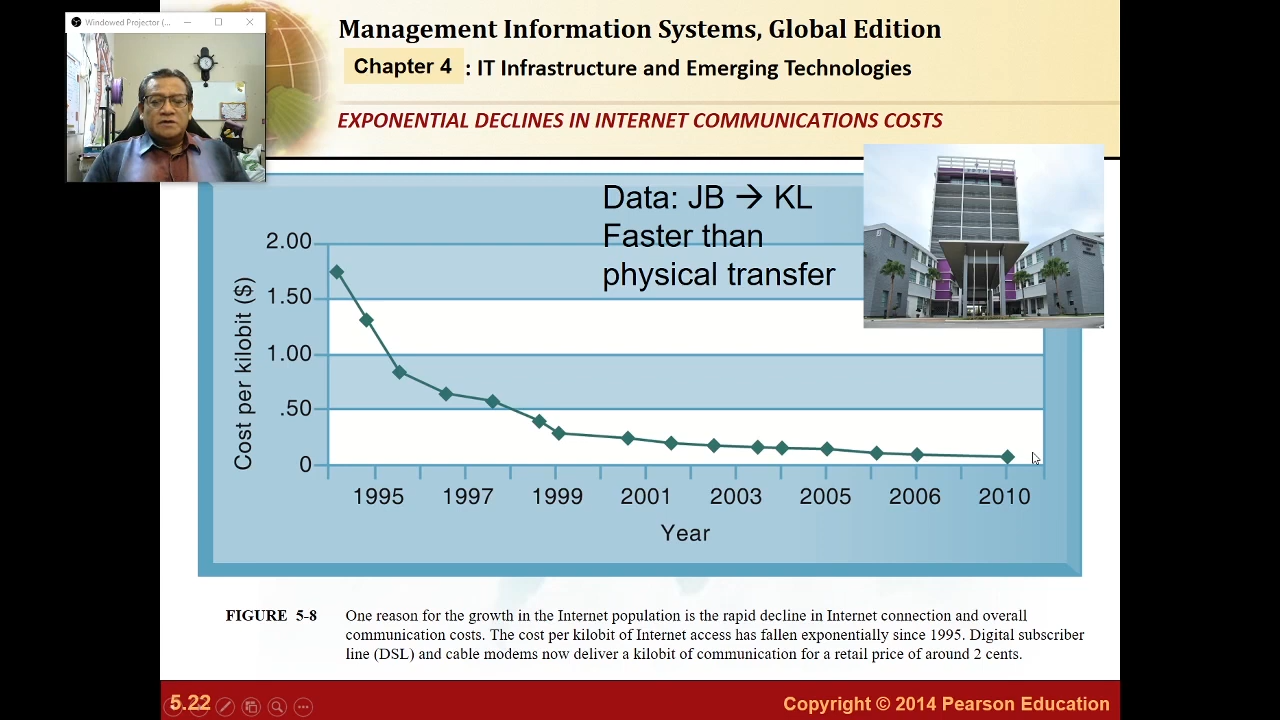 Windowed Projector (...
Management Information Systems, Global Edition
Chapter 4 : IT Infrastructure and Emerging Technologies
EXPONENTIAL DECLINES IN INTERNET COMMUNICATIONS COSTS
Data: JB → KL
Faster than
physical transfer
Cost per kilobit ($)
2.00
1.50
1.00
.50
0
1995 1997 1999 2001 2003 2005 2006 2010
Year
FIGURE 5-8 One reason for the growth in the Internet population is the rapid decline in Internet connection and overall
communication costs. The cost per kilobit of Internet access has fallen exponentially since 1995. Digital subscriber
line (DSL) and cable modems now deliver a kilobit of communication for a retail price of around 2 cents.
5.22 Copyright © 2014 Pearson Education